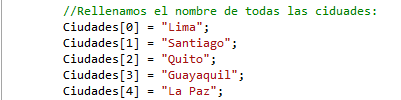 //Rellenamos el nombre de todas las ciduades:
Ciudades[0] = "Lima";
Ciudades[1] = "Santiago";
Ciudades[2] = "Quito";
Ciudades[3] = "Guayaquil";
Ciudades[4] = "La Paz";